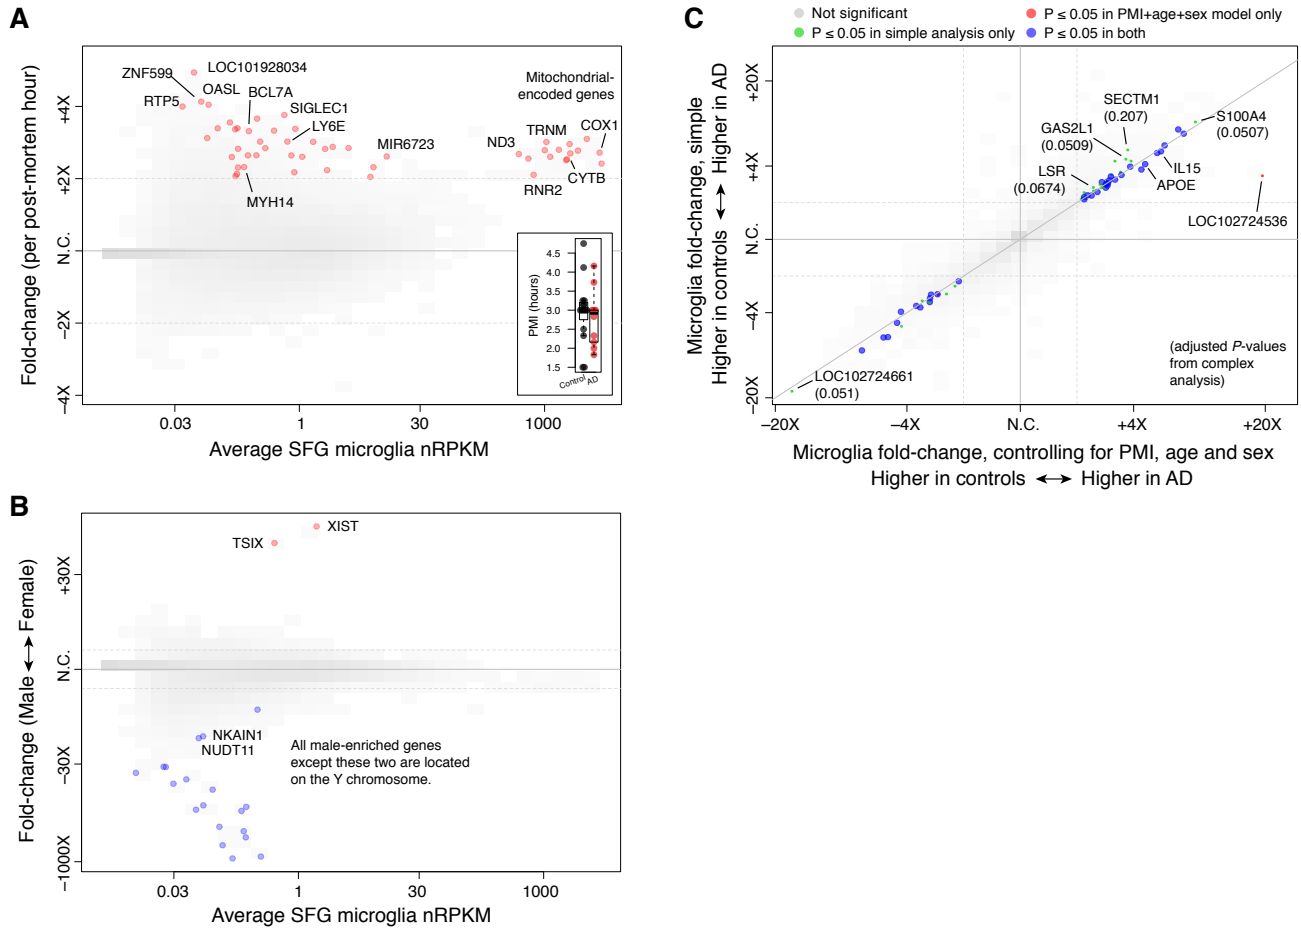 A
ZNF599
LOC101928034
RTP5
OASL
BCL7A
SIGLEC1
LY6E
MIR6723
MYH14
Mitochondrial-
encoded genes
ND3
TRNM
COX1
RNR2
CYTB
Fold-change (per post-mortem hour)
+4X
+2X
N.C.
−2X
−4X
0.03
1
30
1000
Average SFG microglia nRPKM
PMI (hours)
4.5
4.0
3.5
3.0
2.5
2.0
1.5
Control
AD
B
XIST
TSIX
NKAIN1
NUDT11
All male-enriched genes
except these two are located
on the Y chromosome.
Fold-change (Male ⟷ Female)
+30X
N.C.
−30X
−1000X
0.03
1
30
1000
Average SFG microglia nRPKM
C
Not significant
P ≤ 0.05 in simple analysis only
P ≤ 0.05 in PMI+age+sex model only
P ≤ 0.05 in both
SECTM1
(0.207)
S100A4
(0.0507)
GAS2L1
(0.0509)
LSR
(0.0674)
IL15
APOE
LOC102724536
LOC102724661
(0.051)
(adjusted P-values
from complex
analysis)
Microglia fold-change, simple
Higher in controls ⟷ Higher in AD
+20X
+4X
N.C.
−4X
−20X
−20X
−4X
N.C.
+4X
+20X
Microglia fold-change, controlling for PMI, age and sex
Higher in controls ⟷ Higher in AD